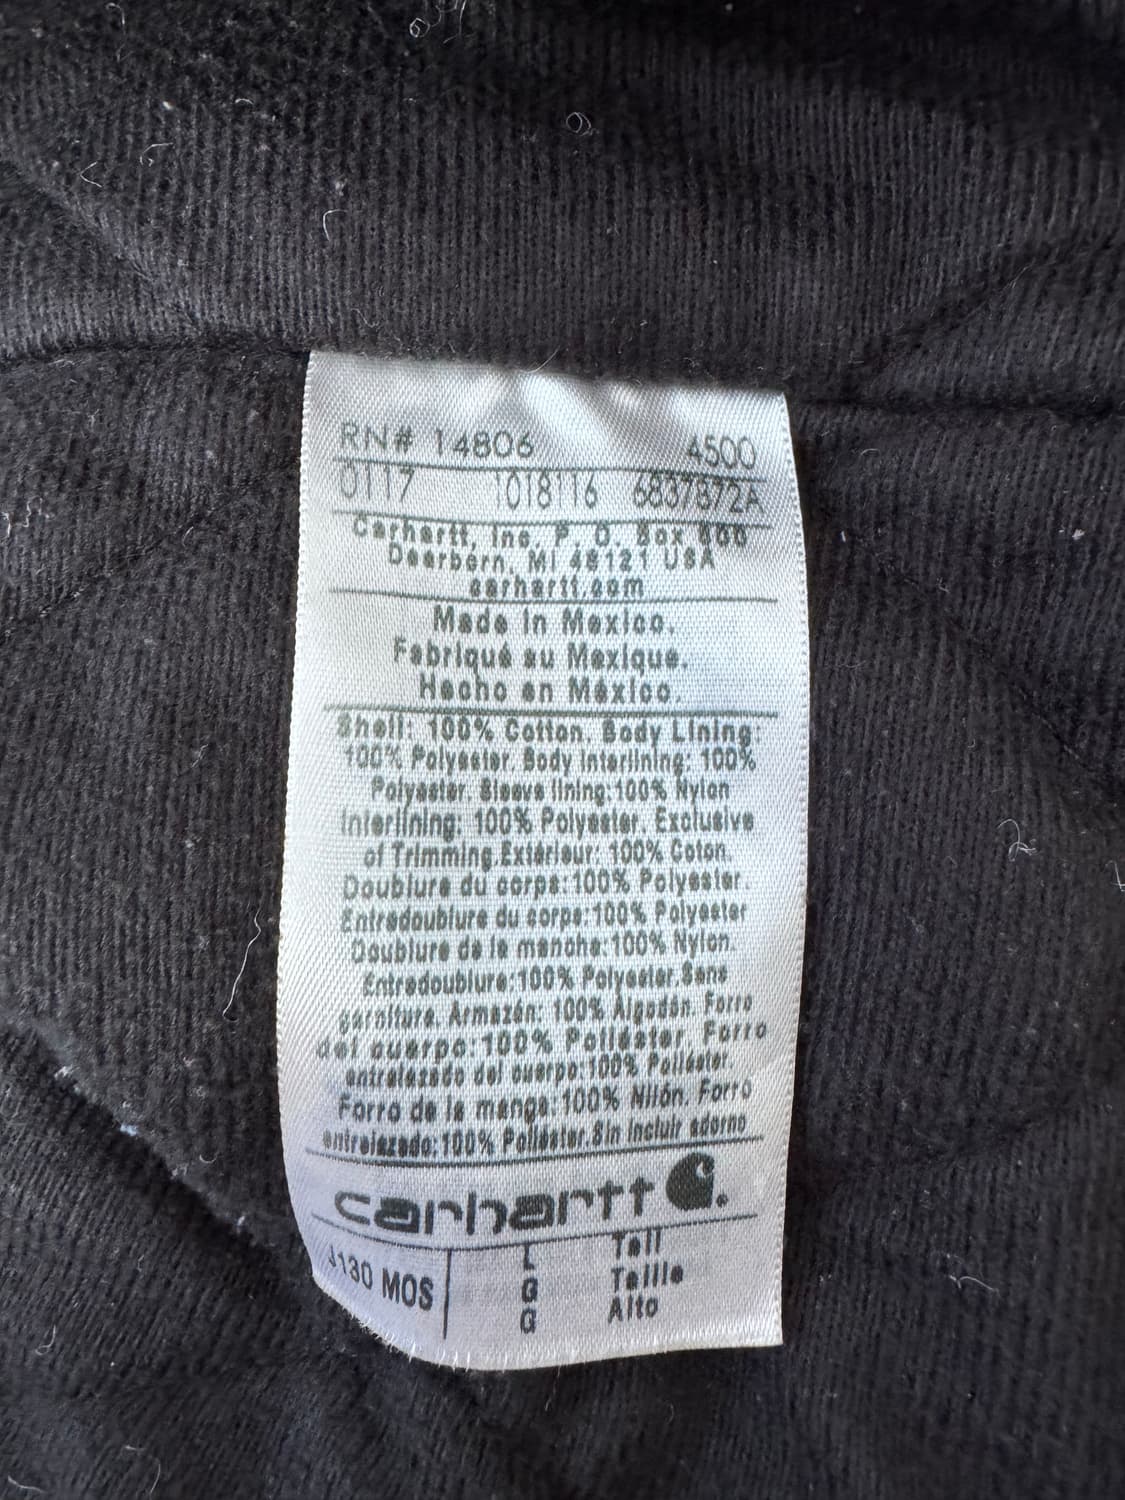 RN# 14806 4500
0117 1018116 6837872A
Carhartt, Inc. P. O. Box 600
Dearborn, MI 48121 USA
carhartt.com
Made in Mexico.
Fabriqué au Mexique.
Hecho en México.
Shell: 100% Cotton. Body Lining:
100% Polyester. Body Interlining: 100%
Polyester. Sleeve lining:100% Nylon
Interlining: 100% Polyester. Exclusive
of Trimming.Extérieur: 100% Coton.
Doublure du corps:100% Polyester.
Entredoublure du corps:100% Polyester
Doublure de la manche:100% Nylon.
Entredoublure:100% Polyester.Sans
garniture. Armazón: 100% Algodón. Forro
del cuerpo:100% Poliéster. Forro
entrelazado del cuerpo:100% Poliéster.
Forro de la manga:100% Nilón. Forro
entrelazado:100% Poliéster.Sin incluir adorno
carhartt
J130 MOS
L Tall
G Taille
G Alto